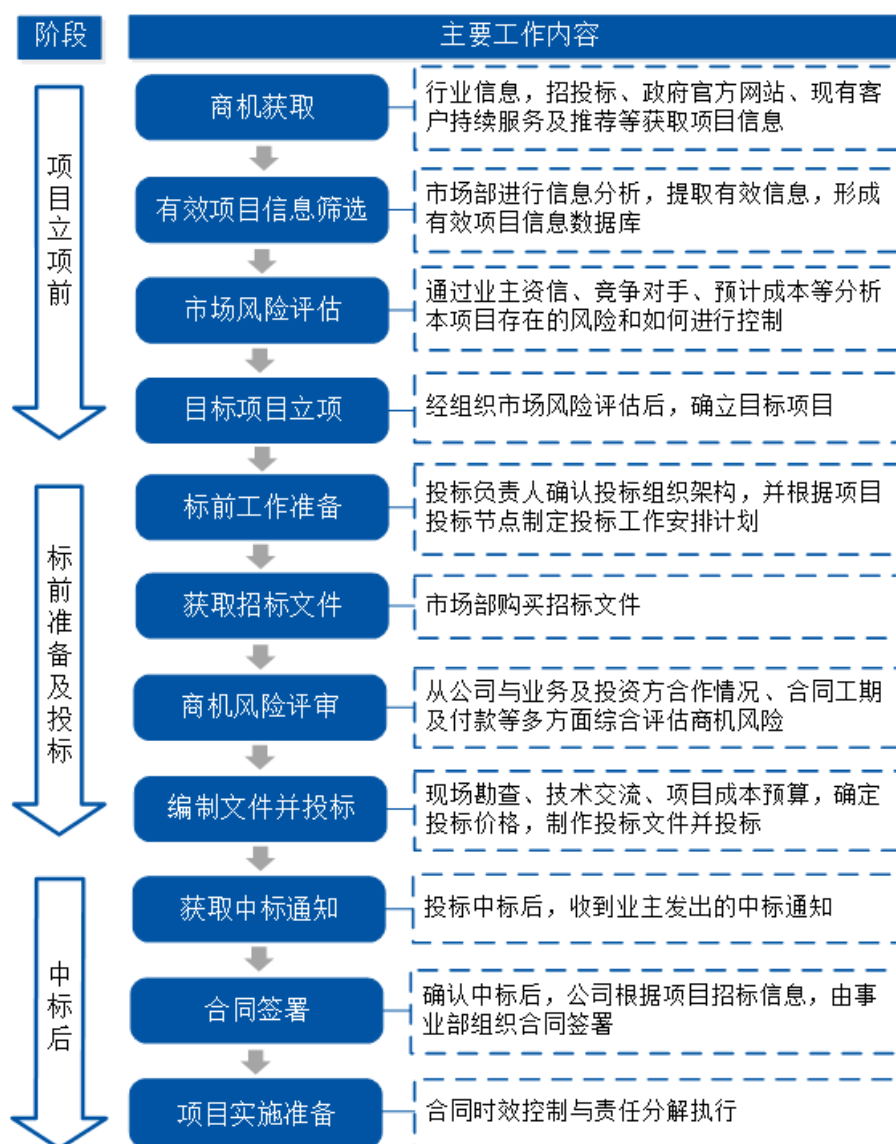 阶段
主要工作内容
项目立项前
商机获取
行业信息，招投标、政府官方网站、现有客
户持续服务及推荐等获取项目信息
有效项目信息筛选
市场部进行信息分析，提取有效信息，形成
有效项目信息数据库
市场风险评估
通过业主资信、竞争对手、预计成本等分析
本项目存在的风险和如何进行控制
目标项目立项
经组织市场风险评估后，确立目标项目
标前准备及投标
标前工作准备
投标负责人确认投标组织架构，并根据项目
投标节点制定投标工作安排计划
获取招标文件
市场部购买招标文件
商机风险评审
从公司与业务及投资方合作情况、合同工期
及付款等多方面综合评估商机风险
编制文件并投标
现场勘查、技术交流、项目成本预算，确定
投标价格，制作投标文件并投标
中标后
获取中标通知
投标中标后，收到业主发出的中标通知
合同签署
确认中标后，公司根据项目招标信息，由事
业部组织合同签署
项目实施准备
合同时效控制与责任分解执行